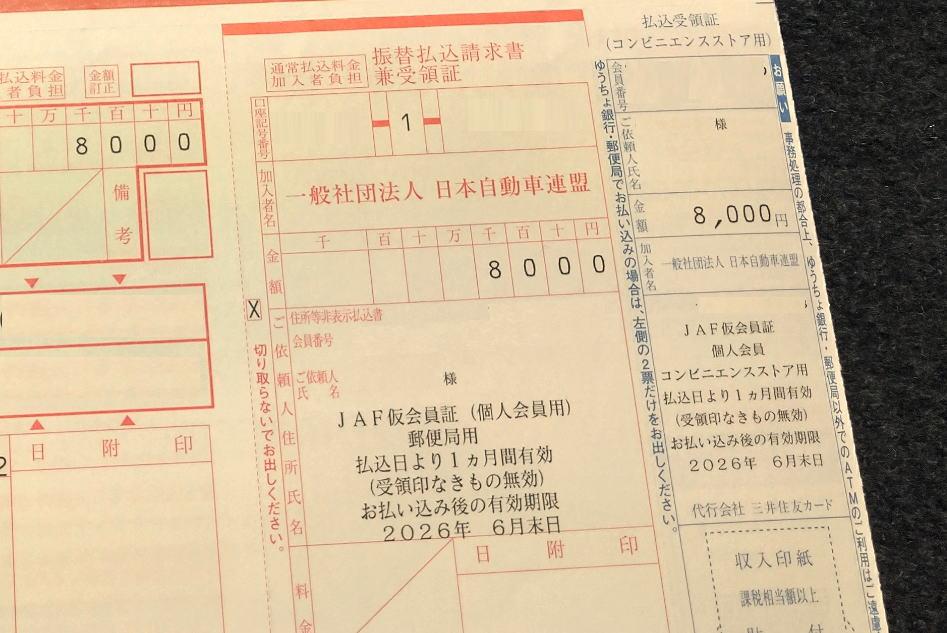 払込料金
加入者負担
金額
訂正
十万千百十円
8000
備考
日附印
通常払込料金
加入者負担
振替払込請求書
兼受領証
口座記号番号
1
加入者名
一般社団法人 日本自動車連盟
金額
千百十万千百十円
8000
X
切り取らないでお出しください。
ご依頼人住所氏名
住所等非表示払込書
会員番号
ご依頼人
氏名
様
JAF仮会員証(個人会員用)
郵便局用
払込日より1ヵ月間有効
(受領印なきもの無効)
お払い込み後の有効期限
2026年 6月末日
料金
日附印
払込受領証
(コンビニエンスストア用)
ゆうちょ銀行・郵便局でお払い込みの場合は、左側の2票だけをお出しください。
会員番号
ご依頼人氏名
様
金額
8,000円
加入者名
一般社団法人 日本自動車連盟
JAF仮会員証
個人会員
コンビニエンスストア用
払込日より1ヵ月間有効
(受領印なきもの無効)
お払い込み後の有効期限
2026年 6月末日
代行会社 三井住友カード
収入印紙
課税相当額以上
貼付
お願い
事務処理の都合上、ゆうちょ銀行・郵便局以外でのATMのご利用はご遠慮